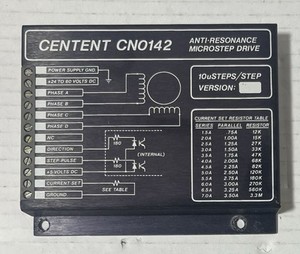 CENTENT CN0142
ANTI-RESONANCE
MICROSTEP DRIVE
POWER SUPPLY GND.
+24 TO 80 VOLTS DC
PHASE A
PHASE B
PHASE C
PHASE D
NC
DIRECTION
STEP-PULSE
+5 VOLTS DC
CURRENT SET
GROUND
180
180
(INTERNAL)
SEE TABLE
10uSTEPS/STEP
VERSION:
CURRENT SET RESISTOR TABLE
SERIES PARALLEL RESISTOR
1.5A .75A 12K
2.0A 1.00A 15K
2.5A 1.25A 27K
3.0A 1.50A 33K
3.5A 1.75A 47K
4.0A 2.00A 68K
4.5A 2.25A 82K
5.0A 2.50A 120K
5.5A 2.75A 180K
6.0A 3.00A 270K
6.5A 3.25A 560K
7.0A 3.50A 3.3M